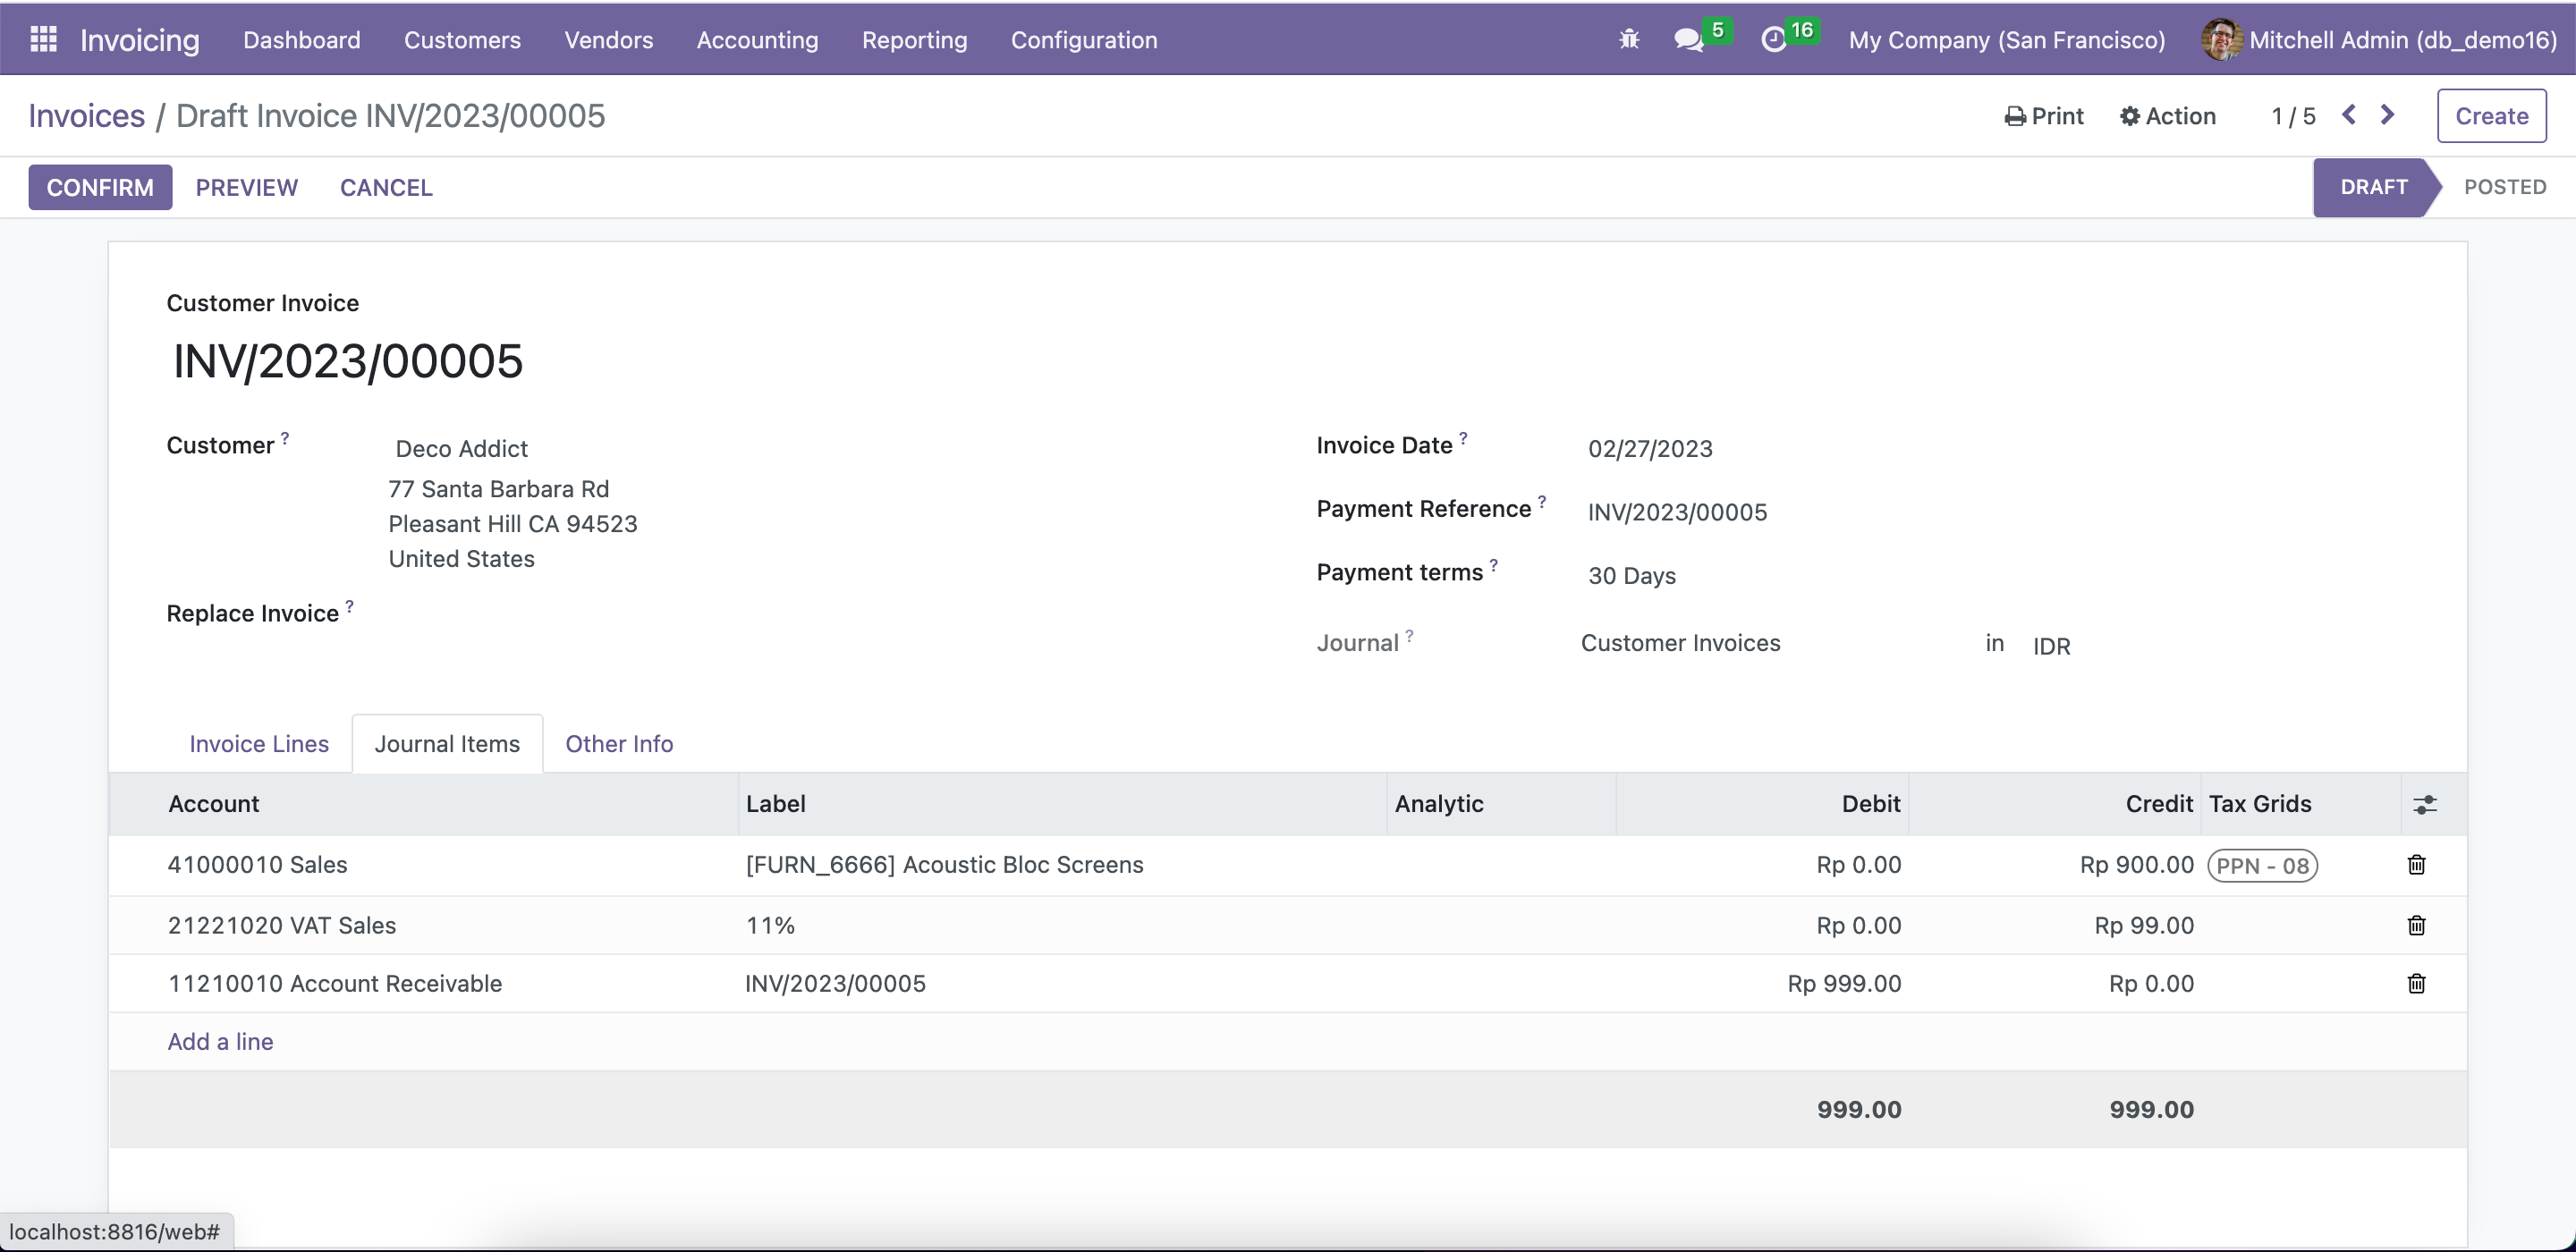 Invoicing Dashboard Customers Vendors Accounting Reporting Configuration 5 16 My Company (San Francisco) Mitchell Admin (db_demo16)
Invoices / Draft Invoice INV/2023/00005 Print Action 1 / 5 Create
CONFIRM PREVIEW CANCEL DRAFT POSTED
Customer Invoice
INV/2023/00005
Customer ? Deco Addict Invoice Date ? 02/27/2023
77 Santa Barbara Rd
Payment Reference ? INV/2023/00005
Pleasant Hill CA 94523
United States
Payment terms ? 30 Days
Replace Invoice ?
Journal ? Customer Invoices in IDR
Invoice Lines Journal Items Other Info
Account Label Analytic Debit Credit Tax Grids
41000010 Sales [FURN_6666] Acoustic Bloc Screens Rp 0.00 Rp 900.00 PPN - 08
21221020 VAT Sales 11% Rp 0.00 Rp 99.00
11210010 Account Receivable INV/2023/00005 Rp 999.00 Rp 0.00
Add a line
999.00 999.00
localhost:8816/web#